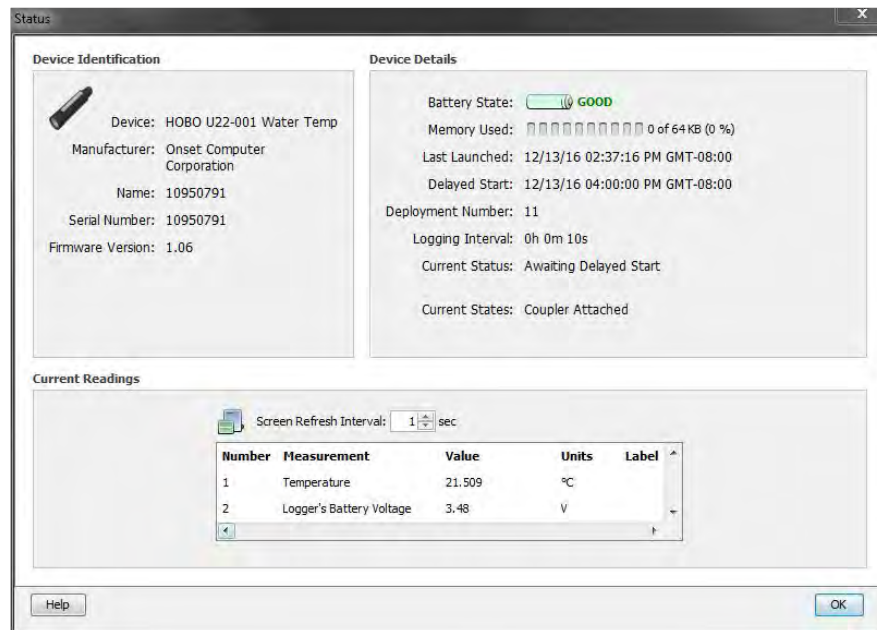 Status
X
Device Identification
Device: HOBO U22-001 Water Temp
Manufacturer: Onset Computer
Corporation
Name: 10950791
Serial Number: 10950791
Firmware Version: 1.06
Device Details
Battery State: GOOD
Memory Used: 0 of 64 KB (0 %)
Last Launched: 12/13/16 02:37:16 PM GMT-08:00
Delayed Start: 12/13/16 04:00:00 PM GMT-08:00
Deployment Number: 11
Logging Interval: 0h 0m 10s
Current Status: Awaiting Delayed Start
Current States: Coupler Attached
Current Readings
Screen Refresh Interval: 1 sec
Number Measurement Value Units Label
1 Temperature 21.509 °C
2 Logger's Battery Voltage 3.48 V
Help OK